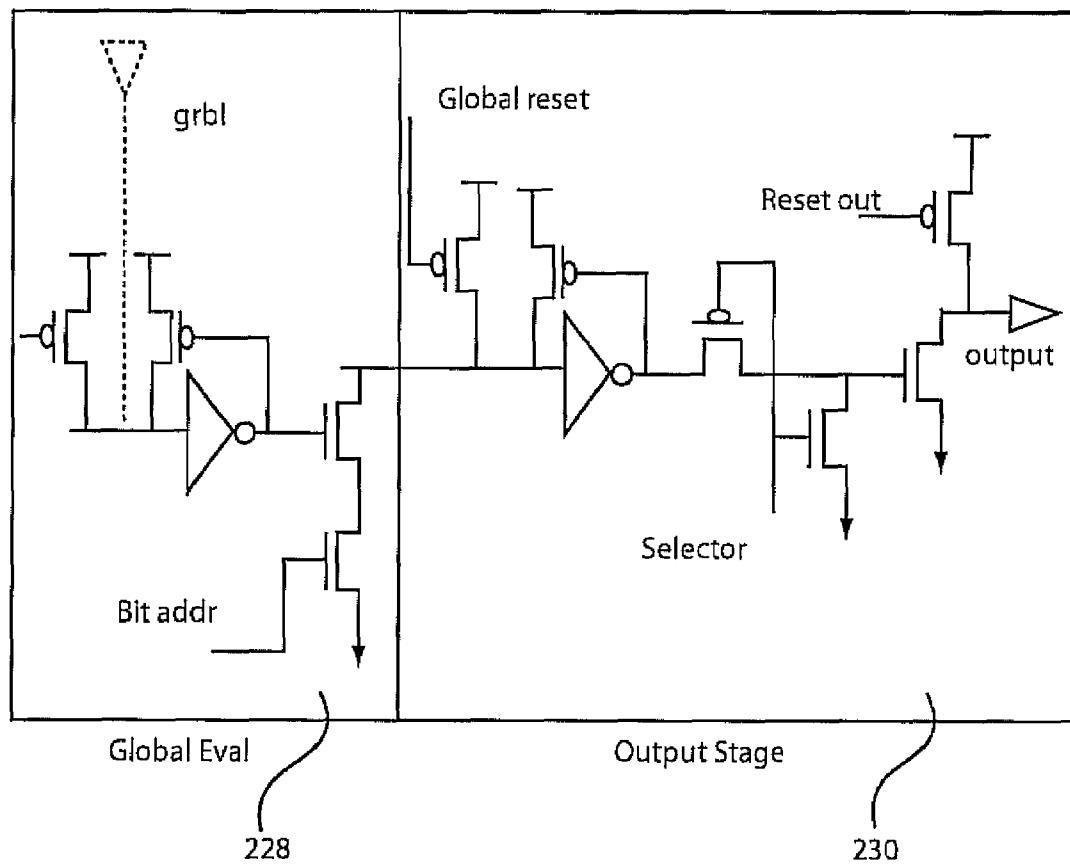 grbl
Global reset
Reset out
output
Selector
Bit addr
Global Eval
Output Stage
228
230